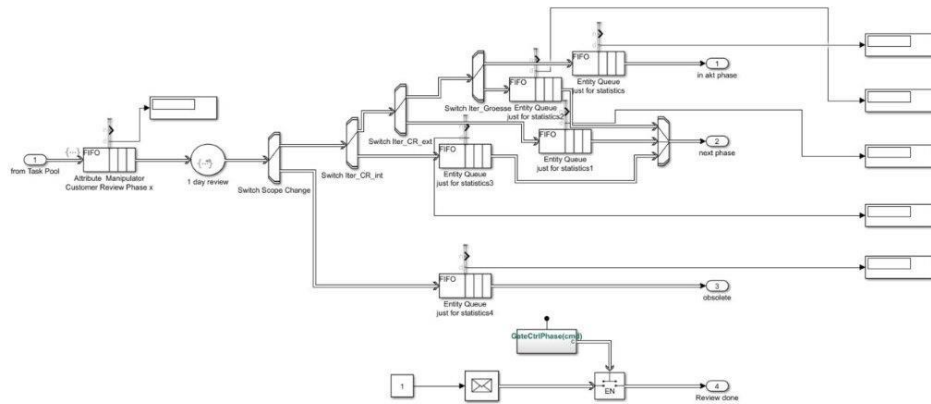 FIFO
1
in akt phase
Entity Queue
just for statistics
FIFO
Switch Iter_Groesse
Entity Queue
just for statistics2
FIFO
Switch Iter_CR_ext
Entity Queue
just for statistics1
2
next phase
1
from Task Pool
{...}
FIFO
Attribute Manipulator
Customer Review Phase x
{...}
1 day review
Switch Scope Change
Switch Iter_CR_int
FIFO
Entity Queue
just for statistics3
FIFO
Entity Queue
just for statistics4
3
obsolete
GateCtrlPhase(cmd)
1
EN
4
Review done